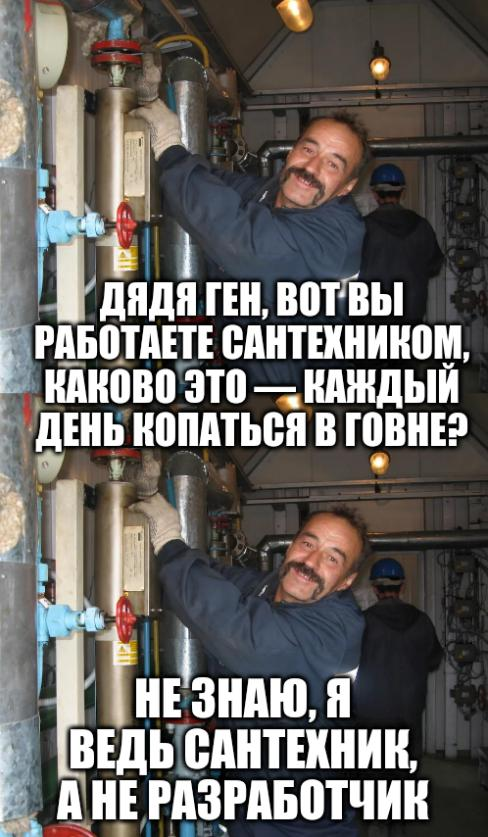 ДЯДЯ ГЕН, ВОТ ВЫ
РАБОТАЕТЕ САНТЕХНИКОМ,
КАКОВО ЭТО — КАЖДЫЙ
ДЕНЬ КОПАТЬСЯ В ГОВНЕ?
НЕ ЗНАЮ, Я
ВЕДЬ САНТЕХНИК,
А НЕ РАЗРАБОТЧИК